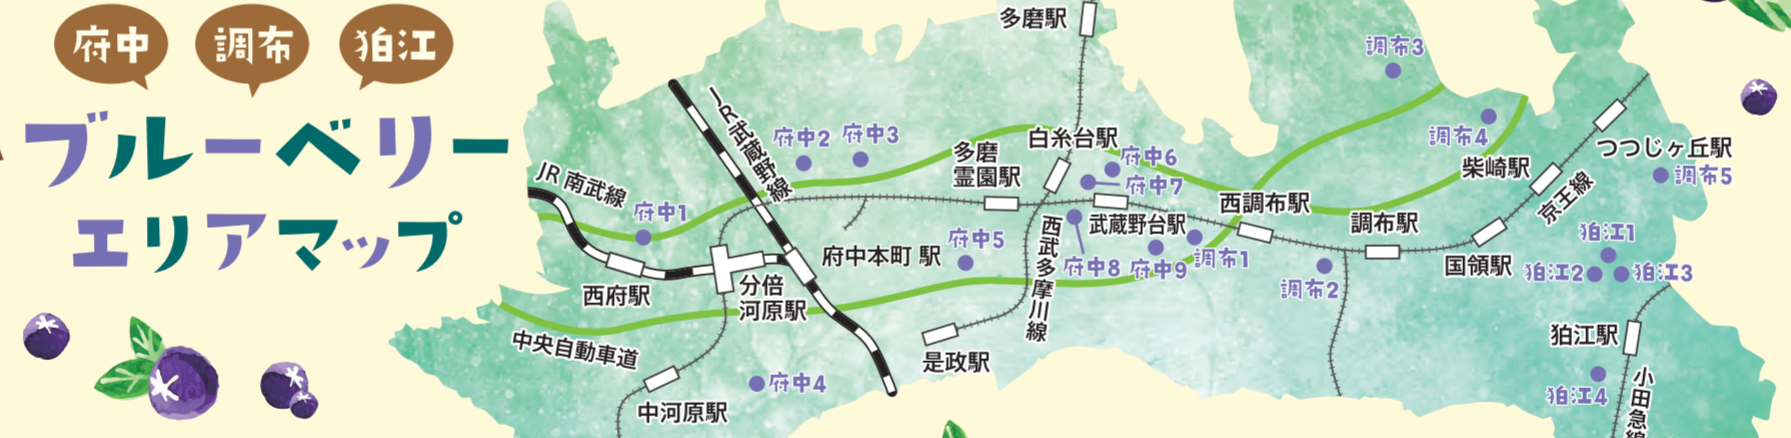 府中 調布 狛江
ブルーベリー
エリアマップ
多磨駅
JR武蔵野線
府中2
府中3
多磨
霊園駅
白糸台駅
府中6
府中7
調布3
調布4
柴崎駅
つつじヶ丘駅
調布5
京王線
JR 南武線
府中1
西調布駅
調布駅
武蔵野台駅
西武多摩川線
府中本町 駅
府中5
府中8
府中9
調布1
調布2
国領駅
狛江1
狛江2
狛江3
西府駅
分倍
河原駅
中央自動車道
是政駅
府中4
中河原駅
狛江駅
狛江4
小田急線